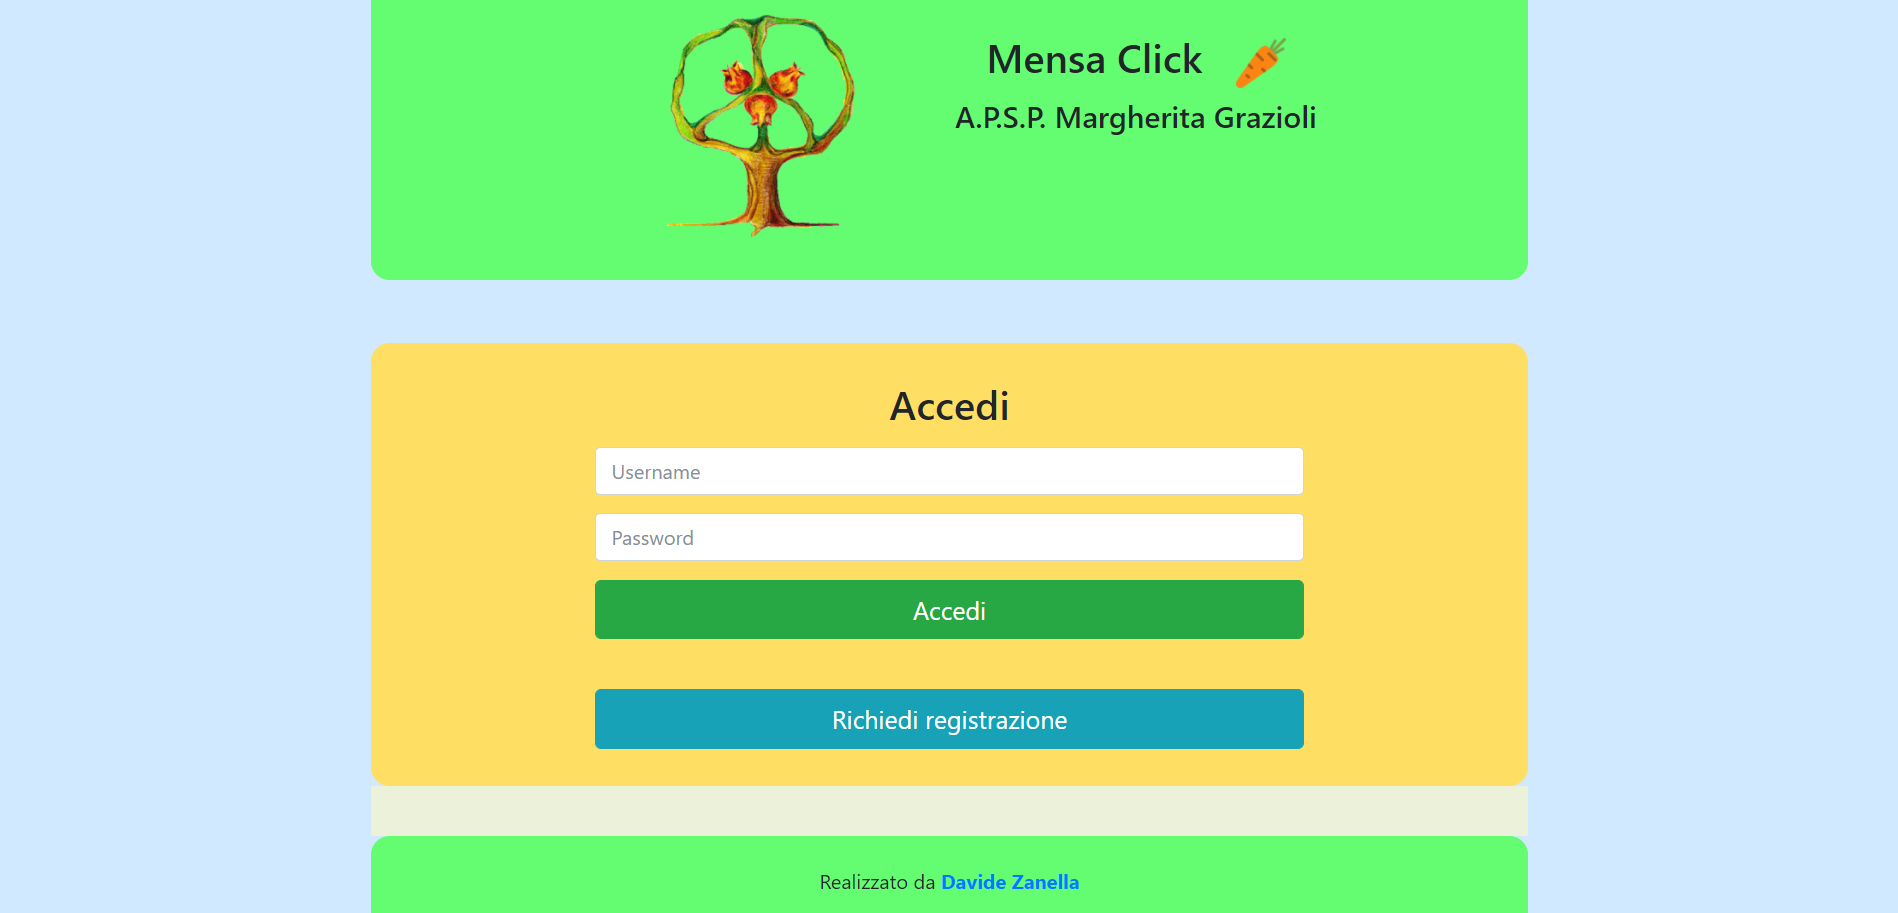 Mensa Click
A.P.S.P. Margherita Grazioli
Accedi
Username
Password
Accedi
Richiedi registrazione
Realizzato da Davide Zanella